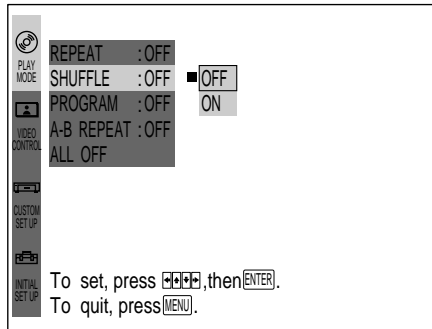 PLAY
MODE
VIDEO
CONTROL
CUSTOM
SET UP
INITIAL
SET UP
REPEAT :OFF
SHUFFLE :OFF OFF
PROGRAM :OFF ON
A-B REPEAT :OFF
ALL OFF
To set, press ←↑↓→,then ENTER.
To quit, press MENU.